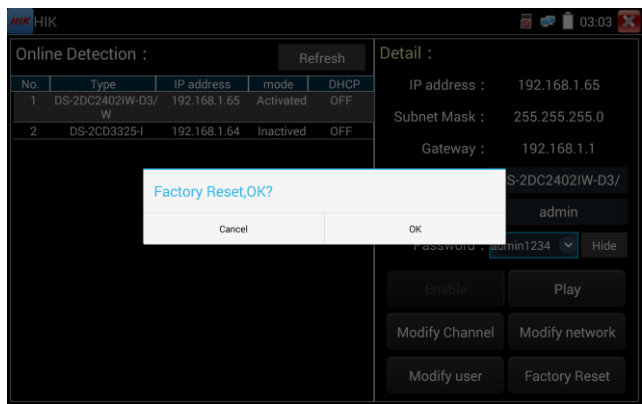 HIK HIK 03:03
Online Detection : Refresh
No. Type IP address mode DHCP
1 DS-2DC2402IW-D3/W 192.168.1.65 Activated OFF
2 DS-2CD3325-I 192.168.1.64 Inactived OFF
Factory Reset,OK?
Cancel OK
Detail :
IP address : 192.168.1.65
Subnet Mask : 255.255.255.0
Gateway : 192.168.1.1
S-2DC2402IW-D3/
admin
Password : admin1234 Hide
Enable Play
Modify Channel Modify network
Modify user Factory Reset